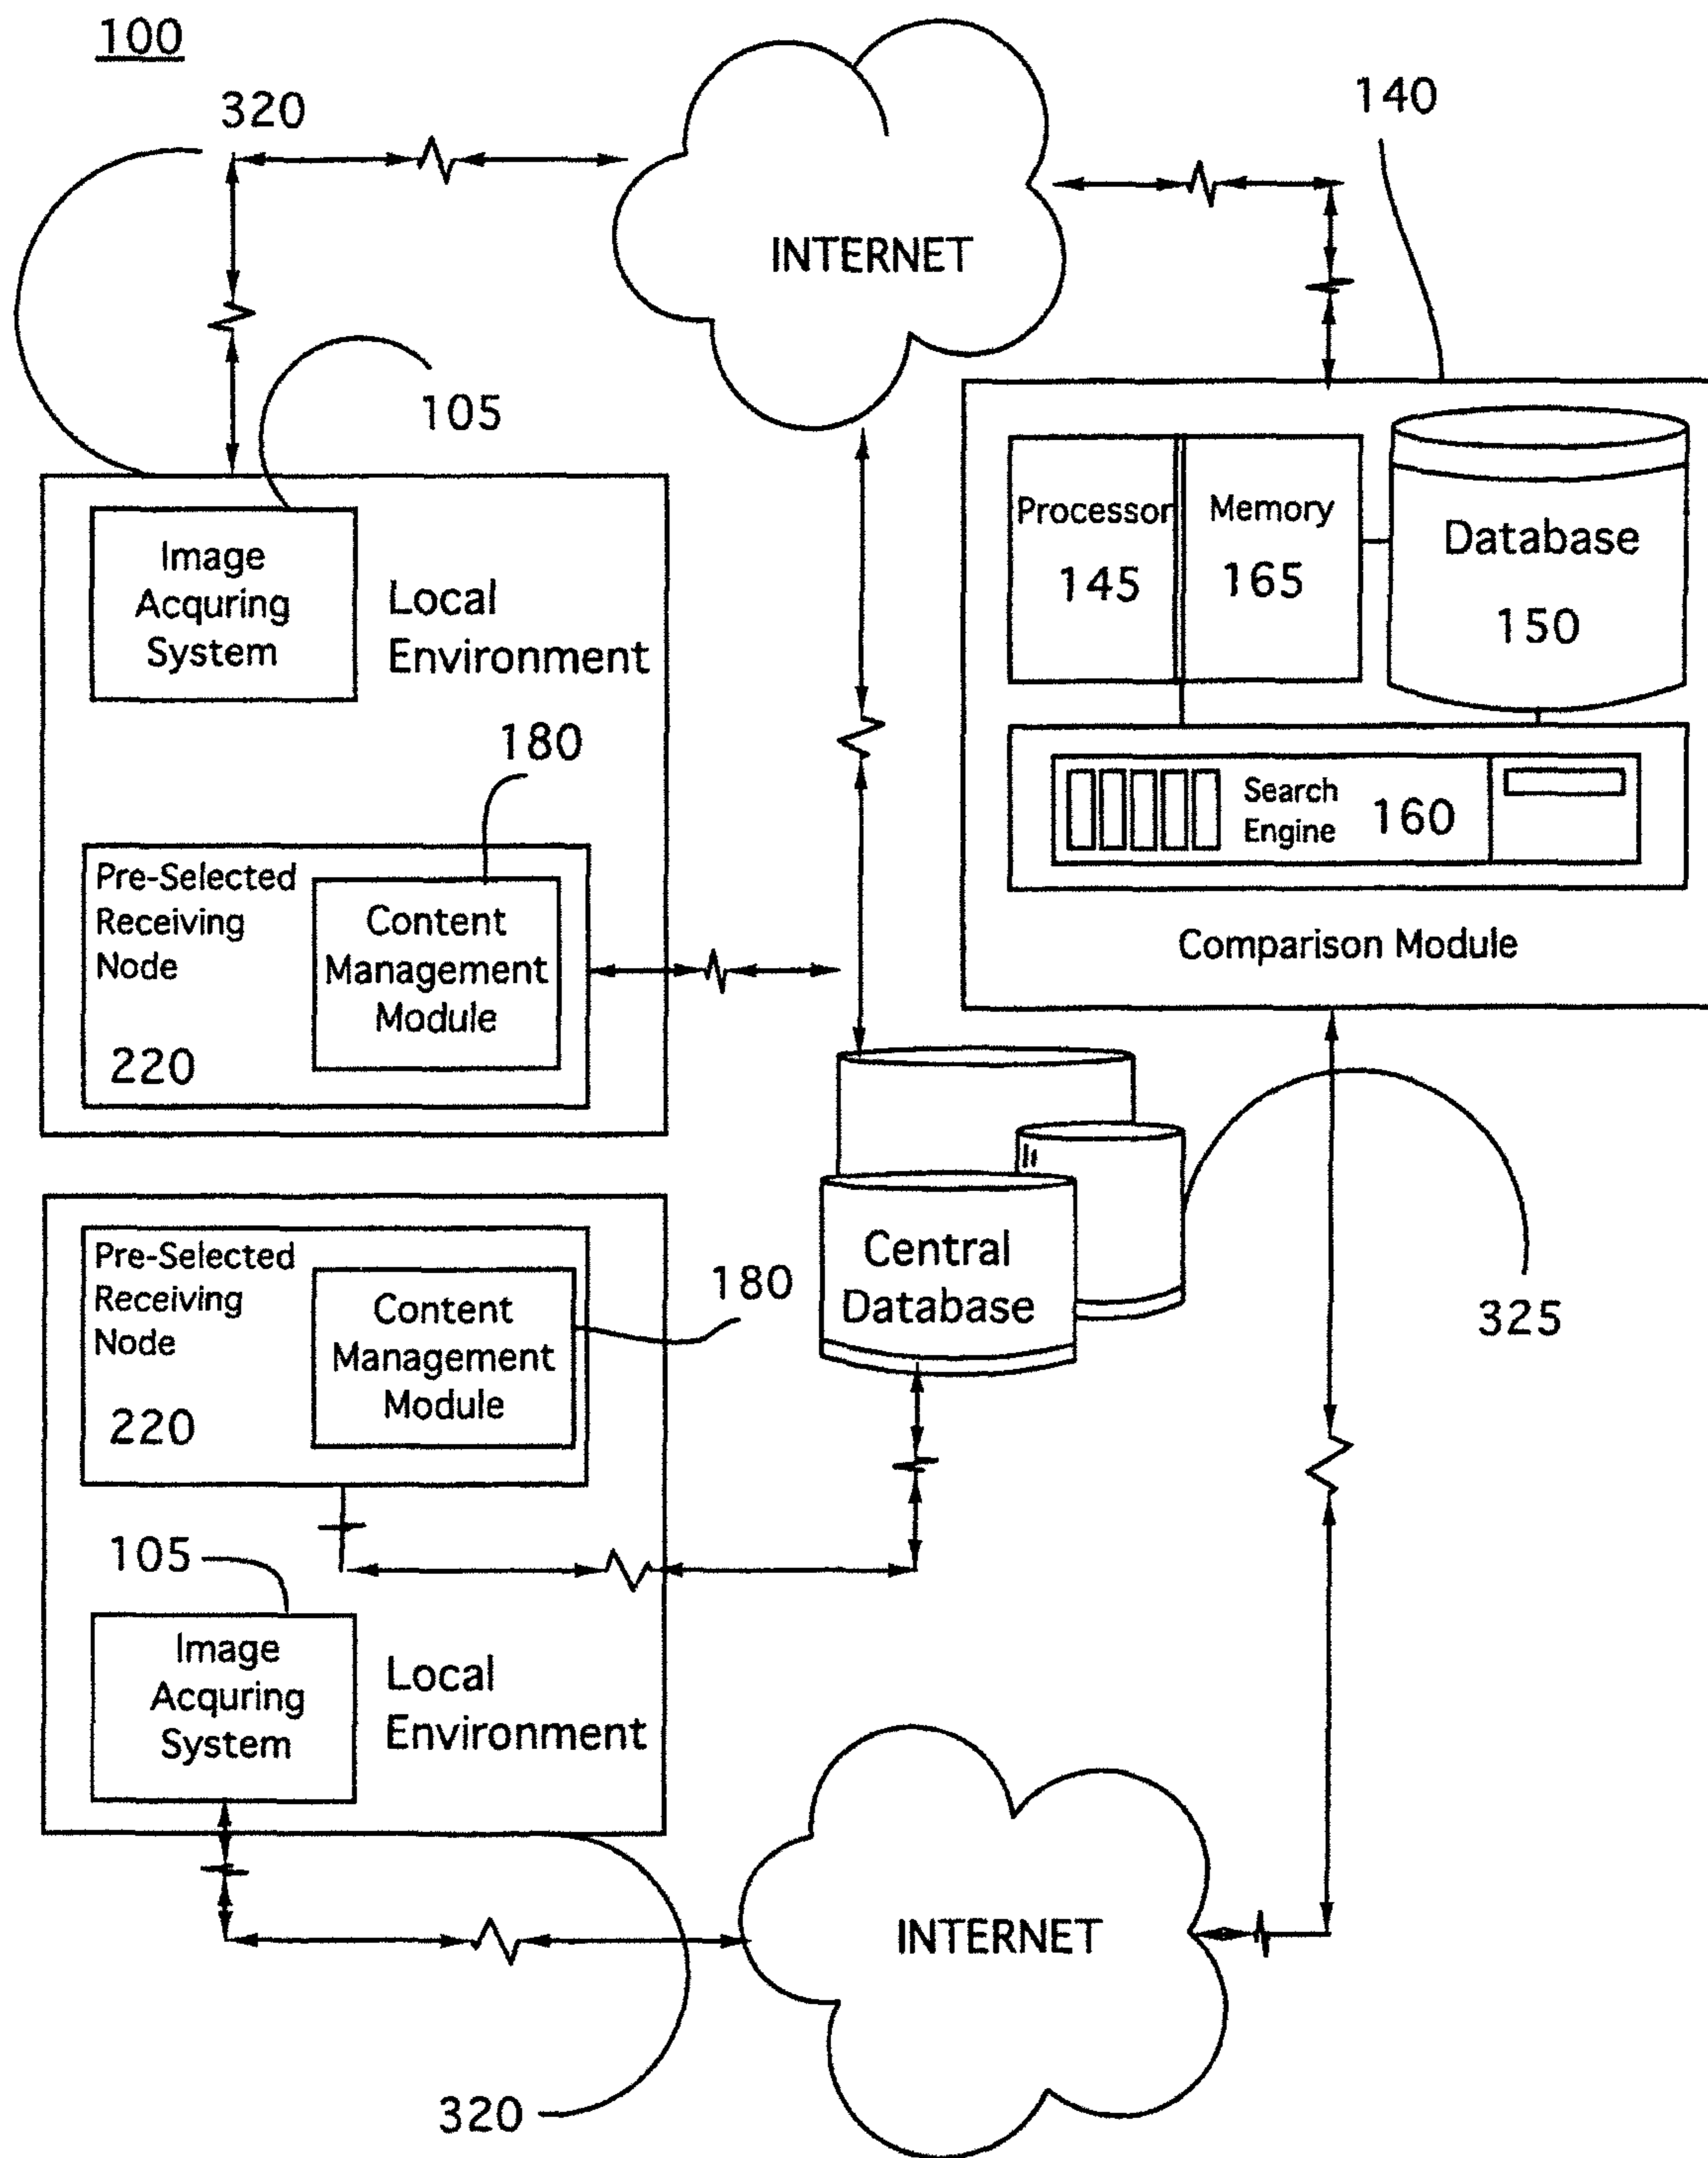 100
320
140
INTERNET
105
Image
Acquring
System
Local
Environment
Processor
145
Memory
165
Database
150
180
Search
Engine
160
Pre-Selected
Receiving
Node
220
Content
Management
Module
Comparison Module
Pre-Selected
Receiving
Node
220
Content
Management
Module
180
Central
Database
325
105
Image
Acquring
System
Local
Environment
INTERNET
320